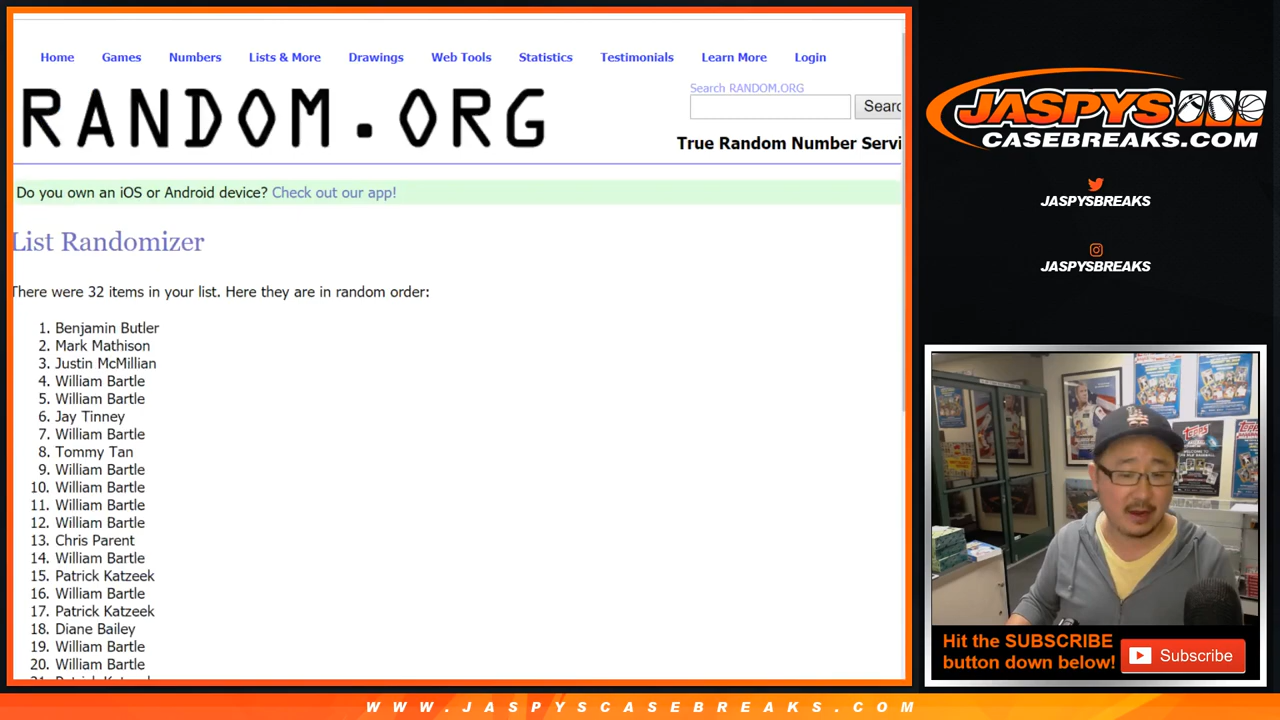 Home Games Numbers Lists & More Drawings Web Tools Statistics Testimonials Learn More Login
RANDOM.ORG
Search RANDOM.ORG
Searc
True Random Number Servi
Do you own an iOS or Android device? Check out our app!
List Randomizer
There were 32 items in your list. Here they are in random order:
1. Benjamin Butler
2. Mark Mathison
3. Justin McMillian
4. William Bartle
5. William Bartle
6. Jay Tinney
7. William Bartle
8. Tommy Tan
9. William Bartle
10. William Bartle
11. William Bartle
12. William Bartle
13. Chris Parent
14. William Bartle
15. Patrick Katzeek
16. William Bartle
17. Patrick Katzeek
18. Diane Bailey
19. William Bartle
20. William Bartle
JASPYS
CASEBREAKS.COM
JASPYSBREAKS
JASPYSBREAKS
TOPPS
Hit the SUBSCRIBE
button down below!
Subscribe
WWW.JASPYSCASEBREAKS.COM